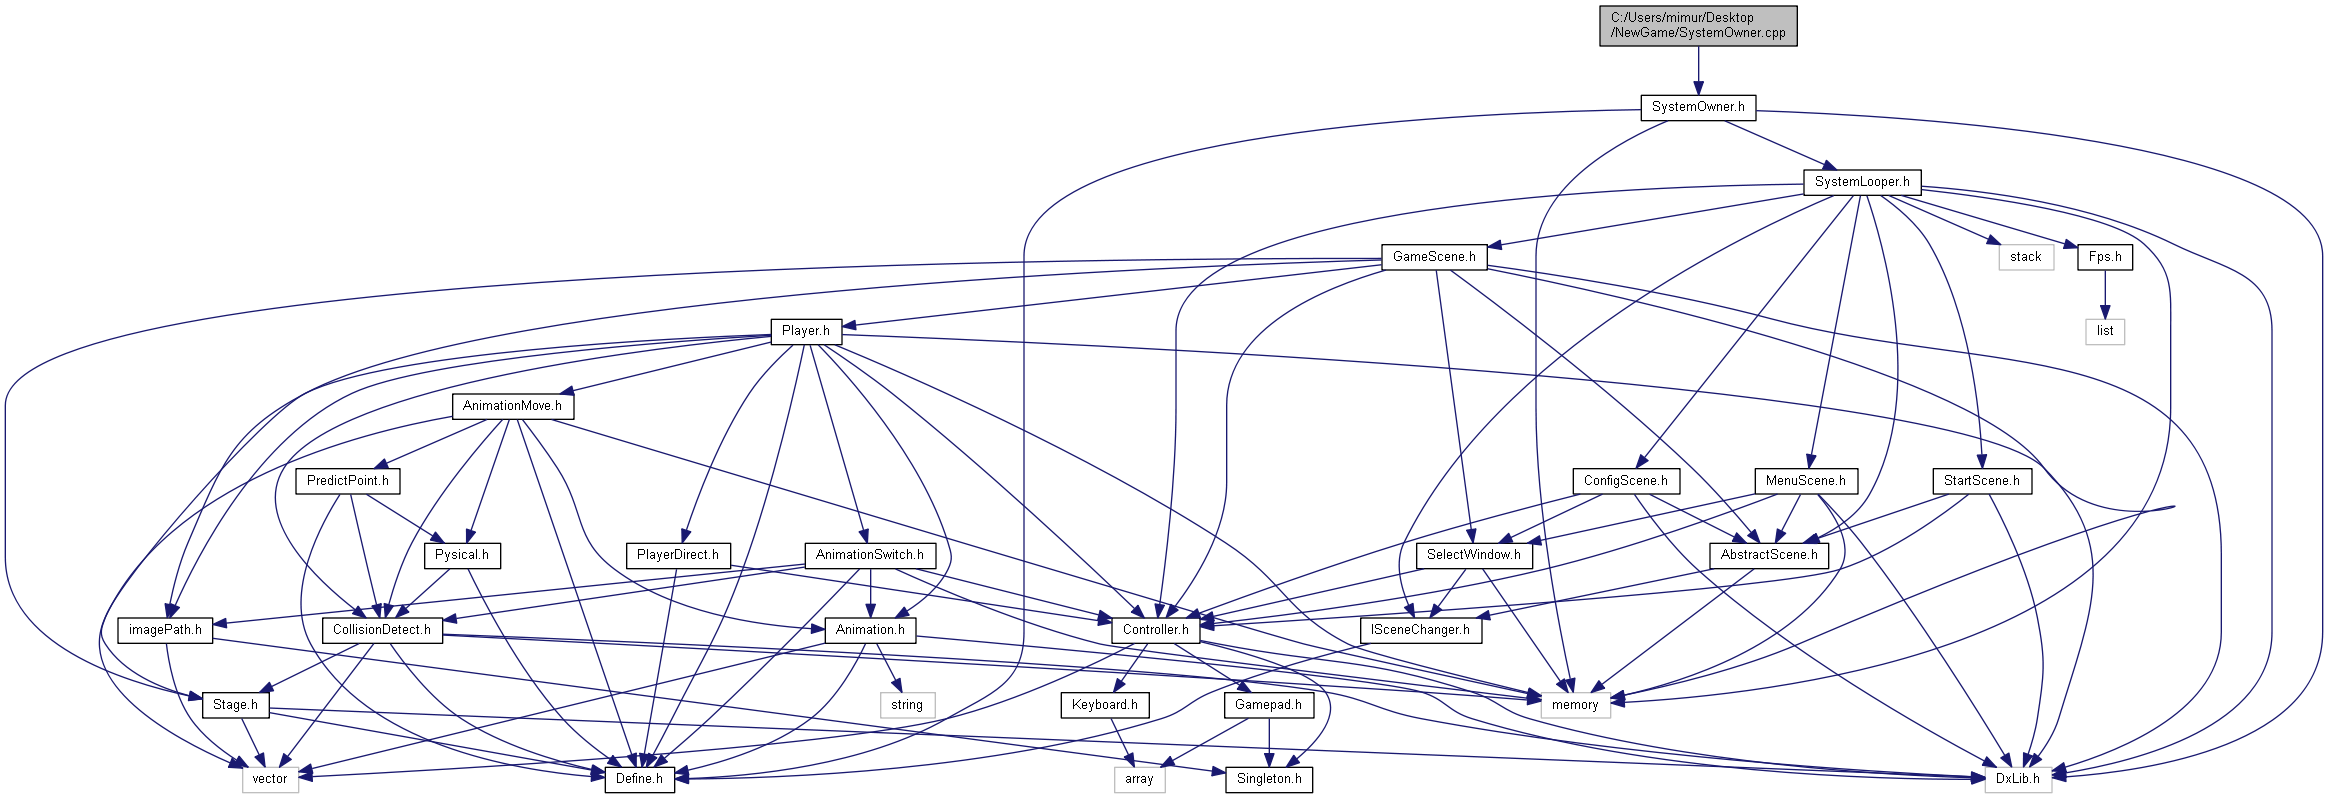 C:/Users/mimur/Desktop
/NewGame/SystemOwner.cpp
SystemOwner.h
SystemLooper.h
GameScene.h
stack
Fps.h
Player.h
list
AnimationMove.h
PredictPoint.h
ConfigScene.h
MenuScene.h
StartScene.h
Pysical.h
PlayerDirect.h
AnimationSwitch.h
SelectWindow.h
AbstractScene.h
imagePath.h
CollisionDetect.h
Animation.h
Controller.h
ISceneChanger.h
Stage.h
string
Keyboard.h
Gamepad.h
memory
vector
Define.h
array
Singleton.h
DxLib.h